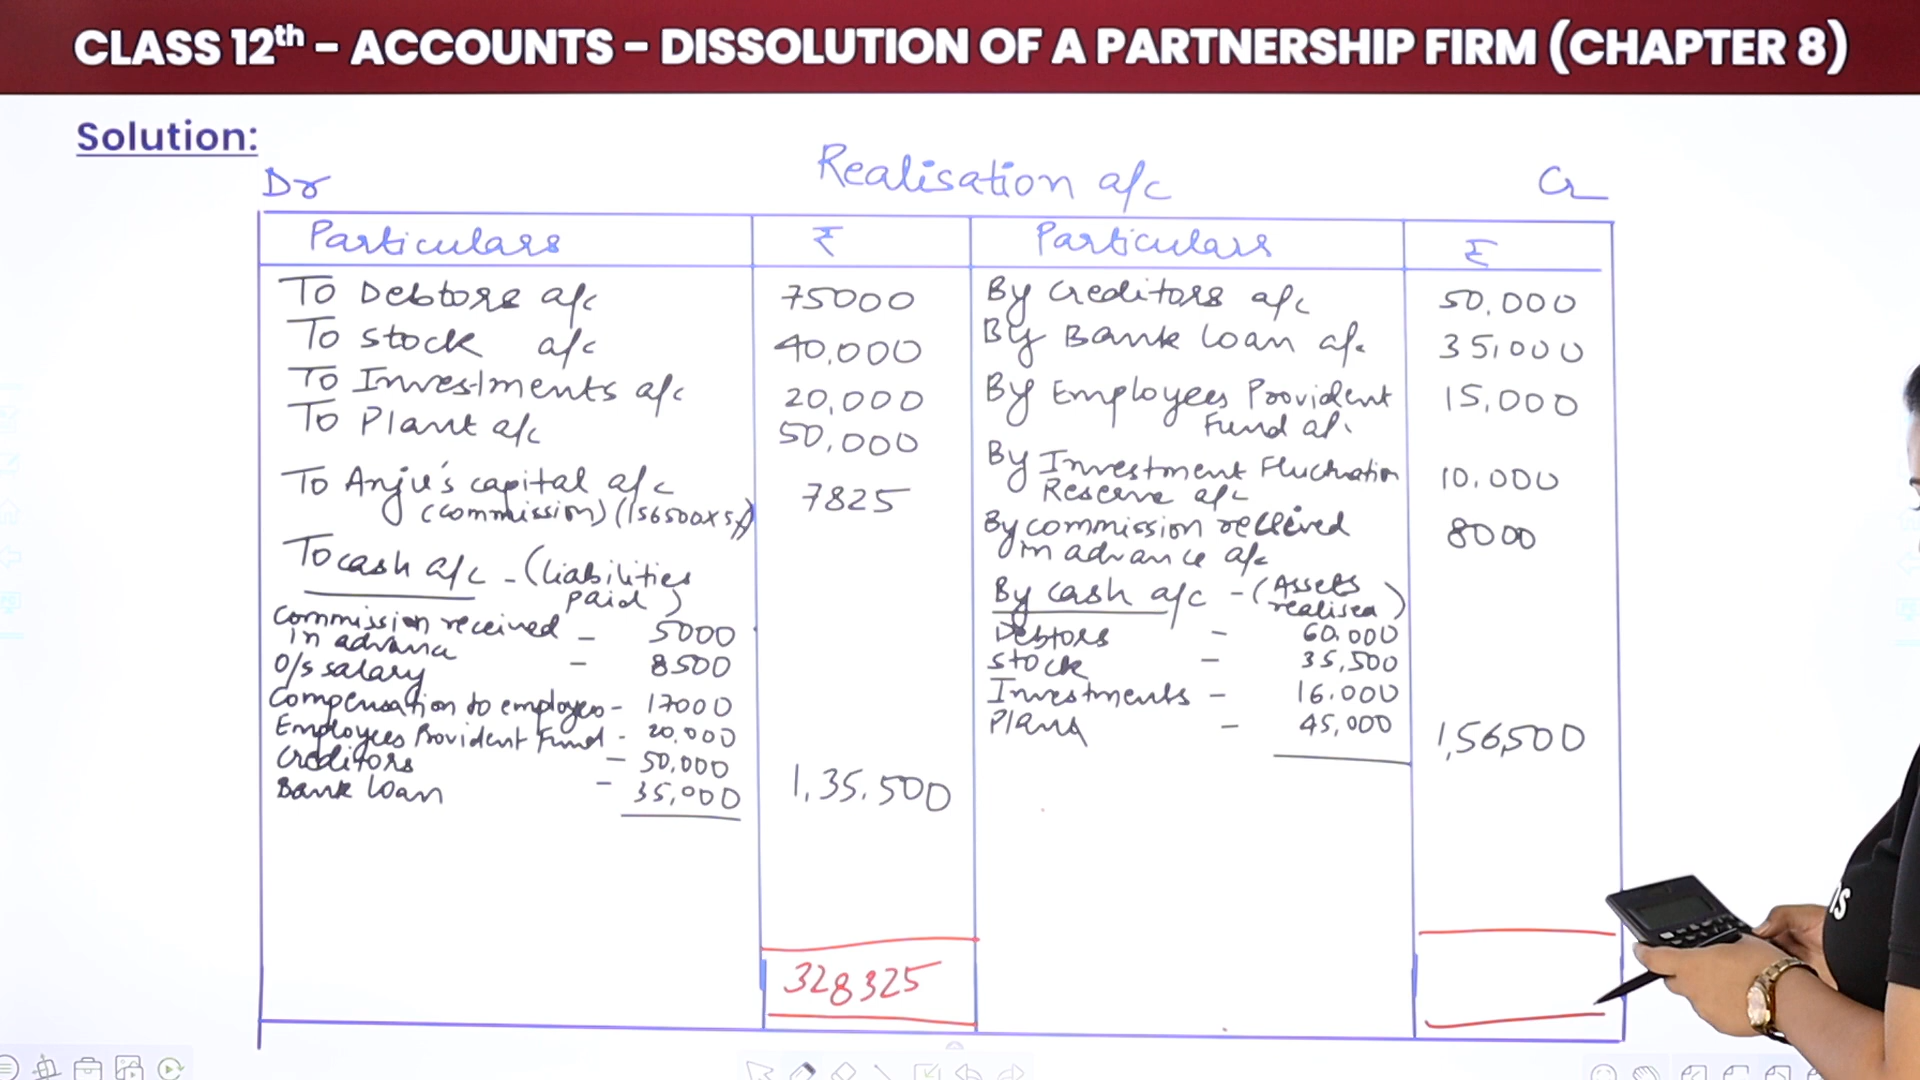 CLASS 12th – ACCOUNTS – DISSOLUTION OF A PARTNERSHIP FIRM (CHAPTER 8)
Solution:
Dr Realisation a/c Cr
Particulars ₹ Particulars ₹
To Debtors a/c 75000
To stock a/c 40,000
To Investments a/c 20,000
To Plant a/c 50,000
To Anju's capital a/c 7825
(commission) (156500x5%)
To cash a/c - (liabilities
paid)
Commission received
in advance - 5000
O/s salary - 8500
Compensation to employees - 17000
Employees Provident Fund - 20,000
Creditors - 50,000
Bank loan - 35,000 1,35,500
328325
By Creditors a/c 50,000
By Bank loan a/c 35,000
By Employees Provident 15,000
Fund a/c
By Investment Fluctuation 10,000
Reserve a/c
By commission received 8000
in advance a/c
By cash a/c - (Assets
realised)
Debtors - 60,000
Stock - 35,500
Investments - 16,000
Plant - 45,000 1,56,500